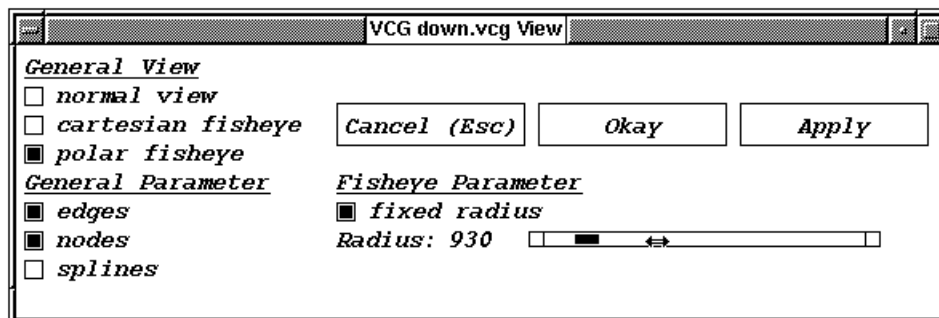 VCG down.vcg View
General View
normal view
cartesian fisheye
polar fisheye
Cancel (Esc)
Okay
Apply
General Parameter
edges
nodes
splines
Fisheye Parameter
fixed radius
Radius: 930